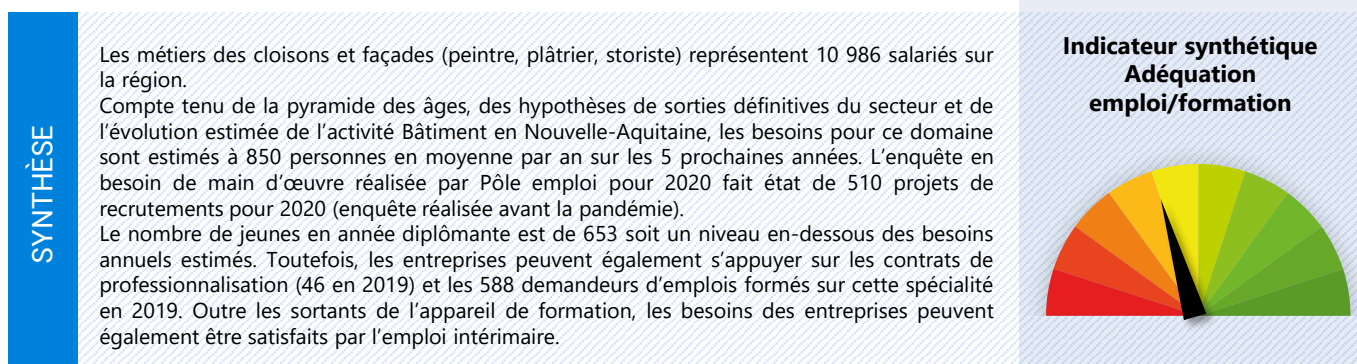 SYNTHÈSE
Les métiers des cloisons et façades (peintre, plâtrier, storiste) représentent 10 986 salariés sur
la région.
Compte tenu de la pyramide des âges, des hypothèses de sorties définitives du secteur et de
l'évolution estimée de l'activité Bâtiment en Nouvelle-Aquitaine, les besoins pour ce domaine
sont estimés à 850 personnes en moyenne par an sur les 5 prochaines années. L'enquête en
besoin de main d'œuvre réalisée par Pôle emploi pour 2020 fait état de 510 projets de
recrutements pour 2020 (enquête réalisée avant la pandémie).
Le nombre de jeunes en année diplômante est de 653 soit un niveau en-dessous des besoins
annuels estimés. Toutefois, les entreprises peuvent également s'appuyer sur les contrats de
professionnalisation (46 en 2019) et les 588 demandeurs d'emplois formés sur cette spécialité
en 2019. Outre les sortants de l'appareil de formation, les besoins des entreprises peuvent
également être satisfaits par l'emploi intérimaire.
Indicateur synthétique
Adéquation
emploi/formation